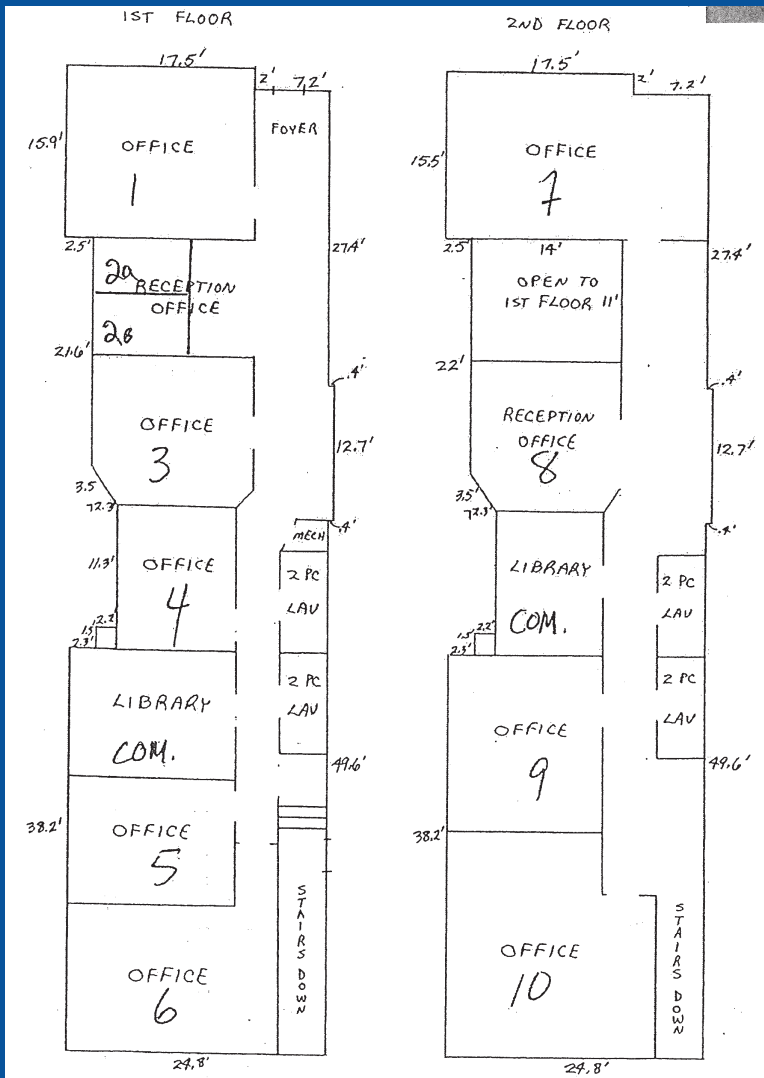 1ST FLOOR
17.5'
2'
7.2'
FOYER
15.9'
OFFICE
1
2.5'
27.4'
2a
RECEPTION
OFFICE
2B
21.6'
.4'
OFFICE
3
12.7'
3.5
72.3'
.4'
MECH
11.3'
OFFICE
4
2 PC
LAV
2.2'
1.5'
2.3'
LIBRARY
COM.
2 PC
LAV
49.6'
38.2'
OFFICE
5
STAIRS DOWN
OFFICE
6
24.8'
2ND FLOOR
17.5'
2'
7.2'
15.5'
OFFICE
7
2.5'
14'
27.4'
OPEN TO
1ST FLOOR 11'
22'
.4'
RECEPTION
OFFICE
8
12.7'
3.5'
72.3'
.4'
LIBRARY
COM.
2 PC
LAV
2.2'
1.5'
2.3'
2 PC
LAV
OFFICE
9
49.6'
38.2'
OFFICE
10
STAIRS DOWN
24.8'